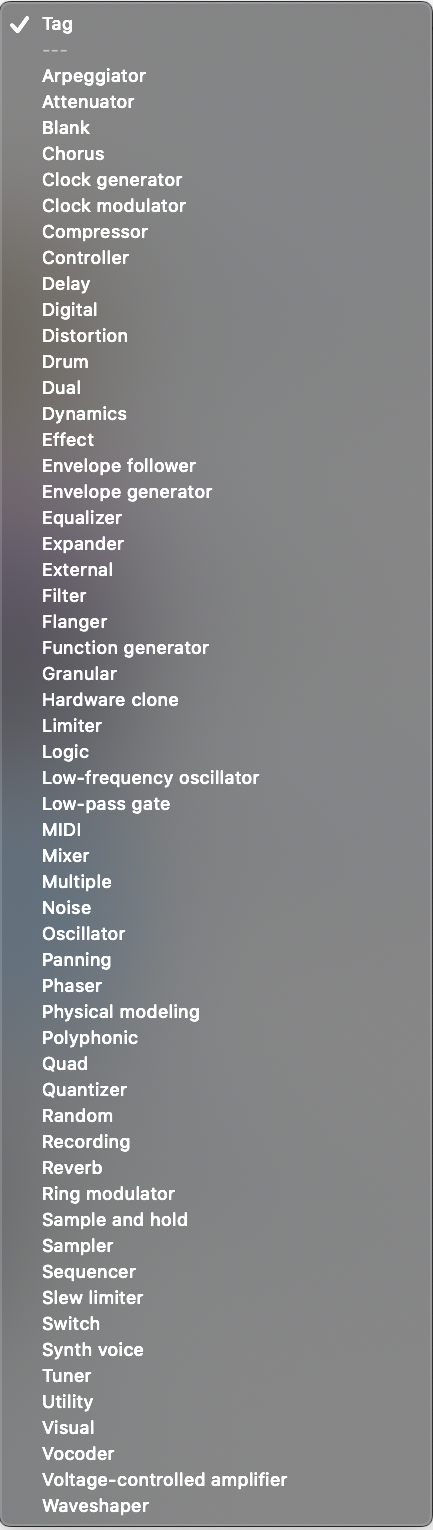 Tag
---
Arpeggiator
Attenuator
Blank
Chorus
Clock generator
Clock modulator
Compressor
Controller
Delay
Digital
Distortion
Drum
Dual
Dynamics
Effect
Envelope follower
Envelope generator
Equalizer
Expander
External
Filter
Flanger
Function generator
Granular
Hardware clone
Limiter
Logic
Low-frequency oscillator
Low-pass gate
MIDI
Mixer
Multiple
Noise
Oscillator
Panning
Phaser
Physical modeling
Polyphonic
Quad
Quantizer
Random
Recording
Reverb
Ring modulator
Sample and hold
Sampler
Sequencer
Slew limiter
Switch
Synth voice
Tuner
Utility
Visual
Vocoder
Voltage-controlled amplifier
Waveshaper